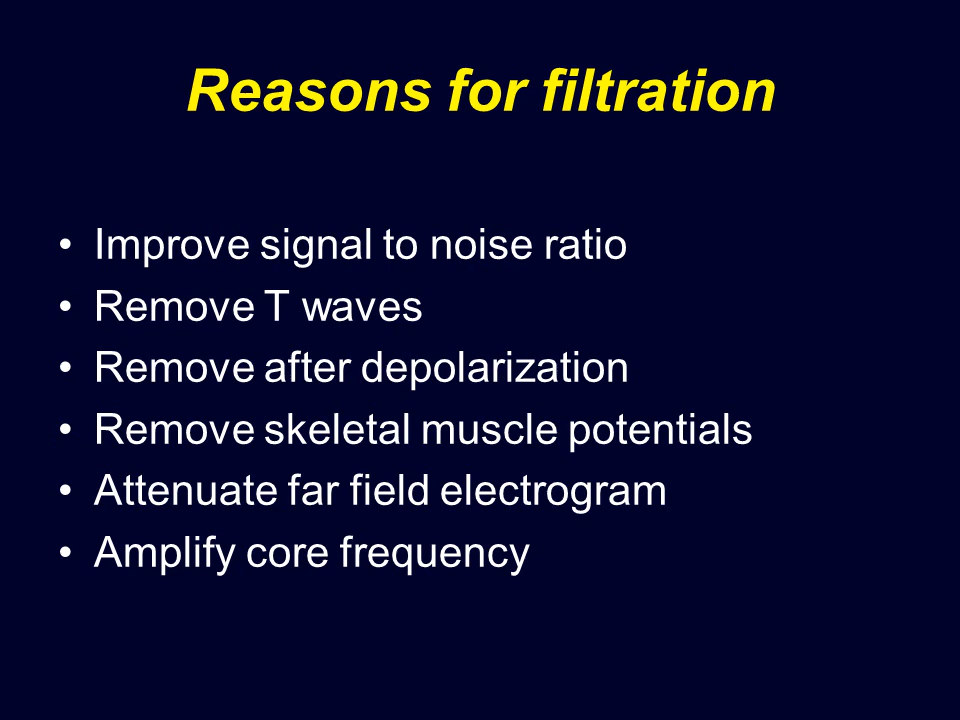 Reasons for filtration
• Improve signal to noise ratio
• Remove T waves
• Remove after depolarization
• Remove skeletal muscle potentials
• Attenuate far field electrogram
• Amplify core frequency